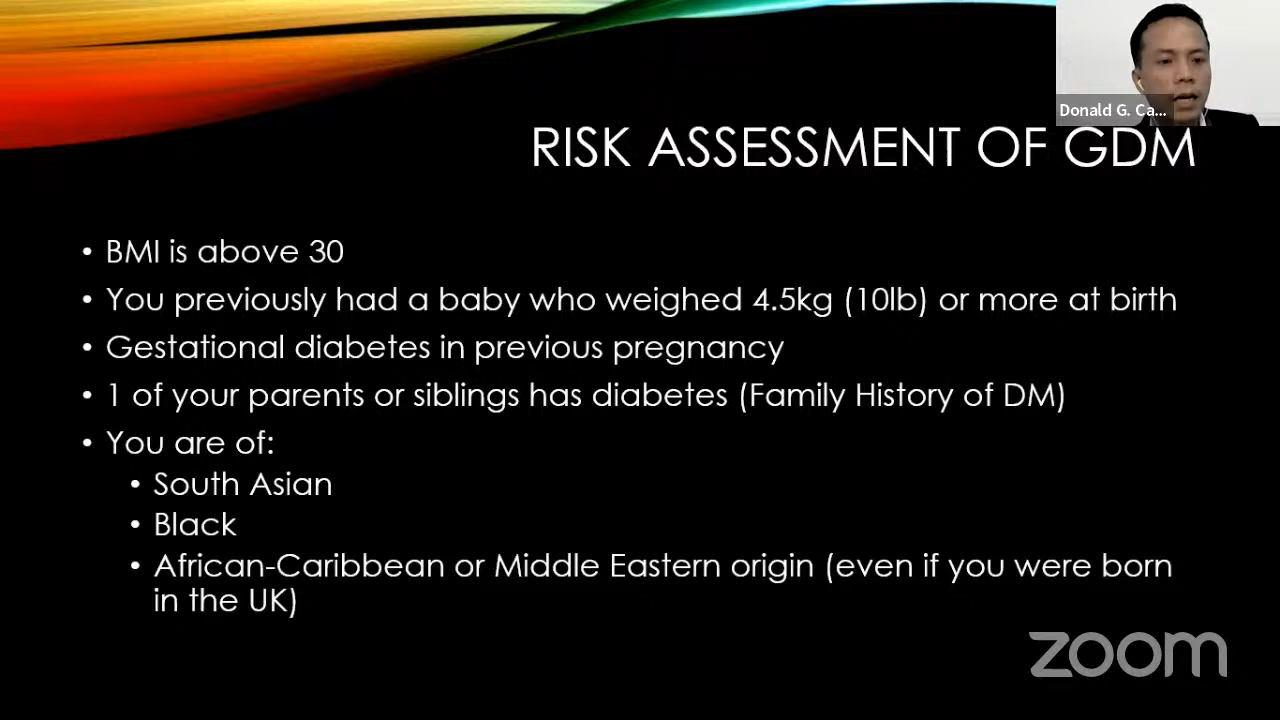 Donald G. Ca...
RISK ASSESSMENT OF GDM
• BMI is above 30
• You previously had a baby who weighed 4.5kg (10lb) or more at birth
• Gestational diabetes in previous pregnancy
• 1 of your parents or siblings has diabetes (Family History of DM)
• You are of:
• South Asian
• Black
• African-Caribbean or Middle Eastern origin (even if you were born
in the UK)
zoom